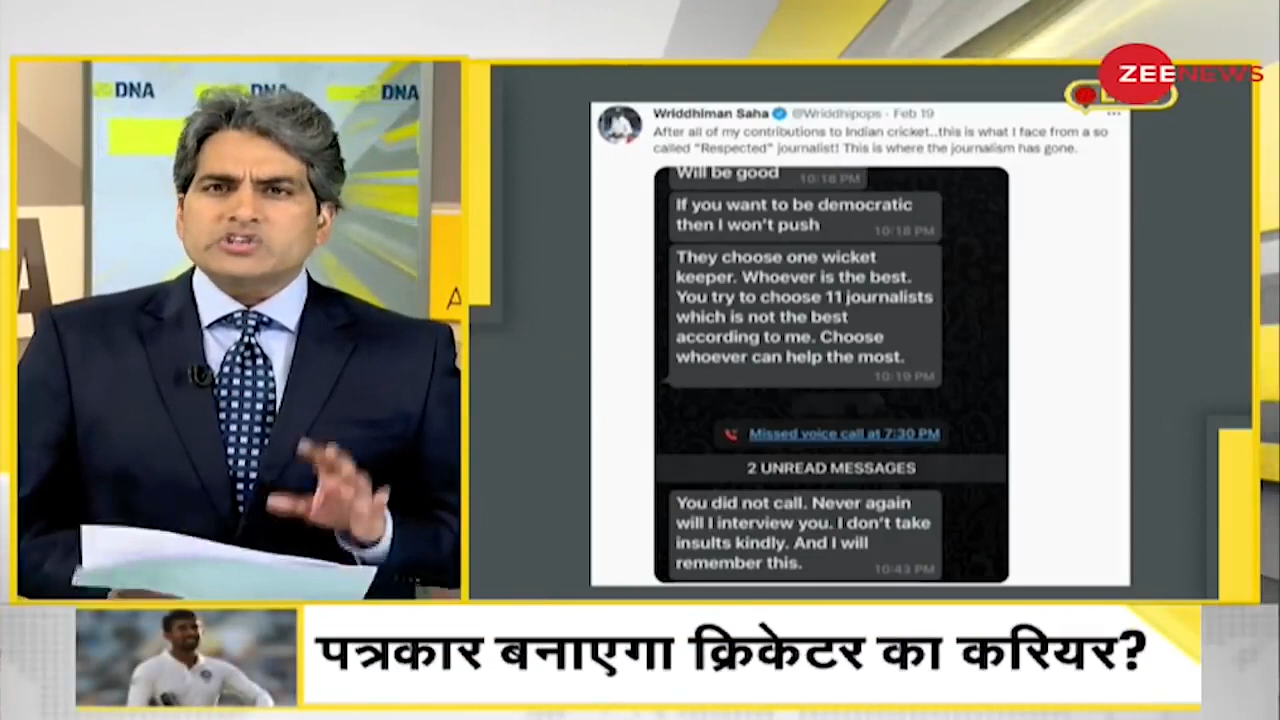 DNA
DNA
DNA
ZEE NEWS
Wriddhiman Saha @Wriddhipops · Feb 19
After all of my contributions to Indian cricket..this is what I face from a so
called "Respected" journalist! This is where the journalism has gone.
Will be good 10:18 PM
If you want to be democratic
then I won't push 10:18 PM
They choose one wicket
keeper. Whoever is the best.
You try to choose 11 journalists
which is not the best
according to me. Choose
whoever can help the most.
10:19 PM
Missed voice call at 7:30 PM
2 UNREAD MESSAGES
You did not call. Never again
will I interview you. I don't take
insults kindly. And I will
remember this. 10:43 PM
पत्रकार बनाएगा क्रिकेटर का करियर?